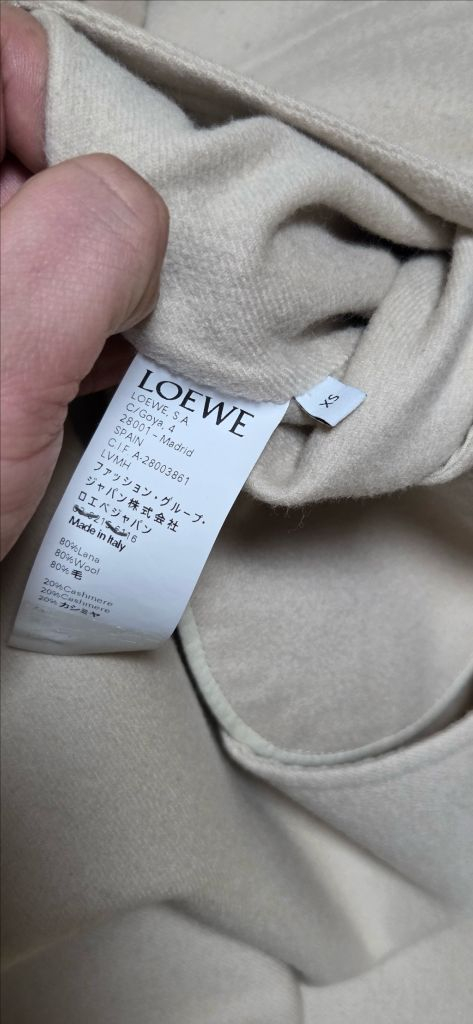 LOEWE
LOEWE, S.A.
C/Goya, 4
28001 - Madrid
SPAIN
C.I.F. A-28003861
LVMH
ファッション・グループ・
ジャパン株式会社
ロエベジャパン
Made in Italy
80%Lana
80%Wool
80% 毛
20%Cashmere
20%Cashmere
20% カシミヤ
XS